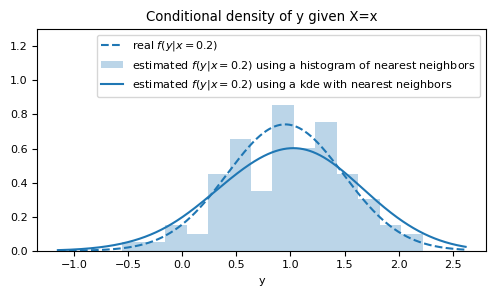 Conditional density of y given X=x
real f(y|x = 0.2)
estimated f(y|x = 0.2) using a histogram of nearest neighbors
estimated f(y|x = 0.2) using a kde with nearest neighbors
1.2
1.0
0.8
0.6
0.4
0.2
0.0
−1.0 −0.5 0.0 0.5 1.0 1.5 2.0 2.5
y